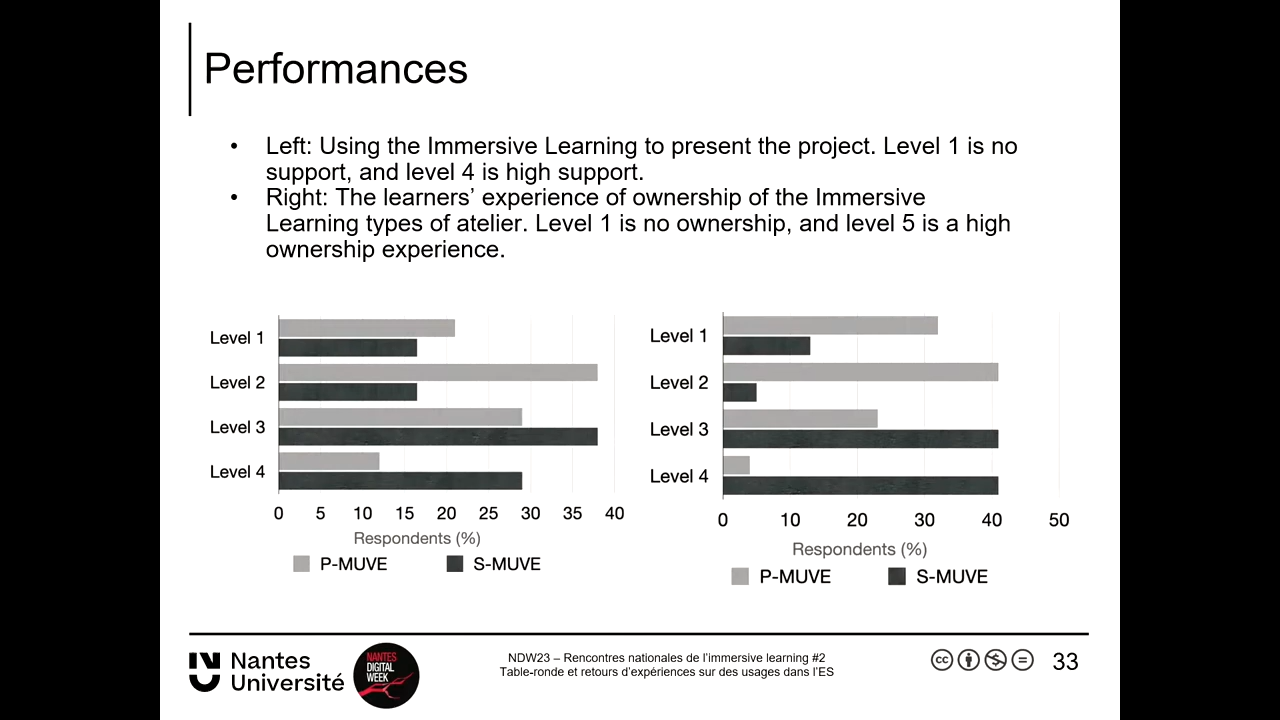 Performances
• Left: Using the Immersive Learning to present the project. Level 1 is no
support, and level 4 is high support.
• Right: The learners’ experience of ownership of the Immersive
Learning types of atelier. Level 1 is no ownership, and level 5 is a high
ownership experience.
Level 1
Level 2
Level 3
Level 4
0 5 10 15 20 25 30 35 40
Respondents (%)
P-MUVE S-MUVE
Level 1
Level 2
Level 3
Level 4
0 10 20 30 40 50
Respondents (%)
P-MUVE S-MUVE
Nantes
Université
NANTES
DIGITAL
WEEK
NDW23 – Rencontres nationales de l’immersive learning #2
Table-ronde et retours d’expériences sur des usages dans l’ES
cc
33